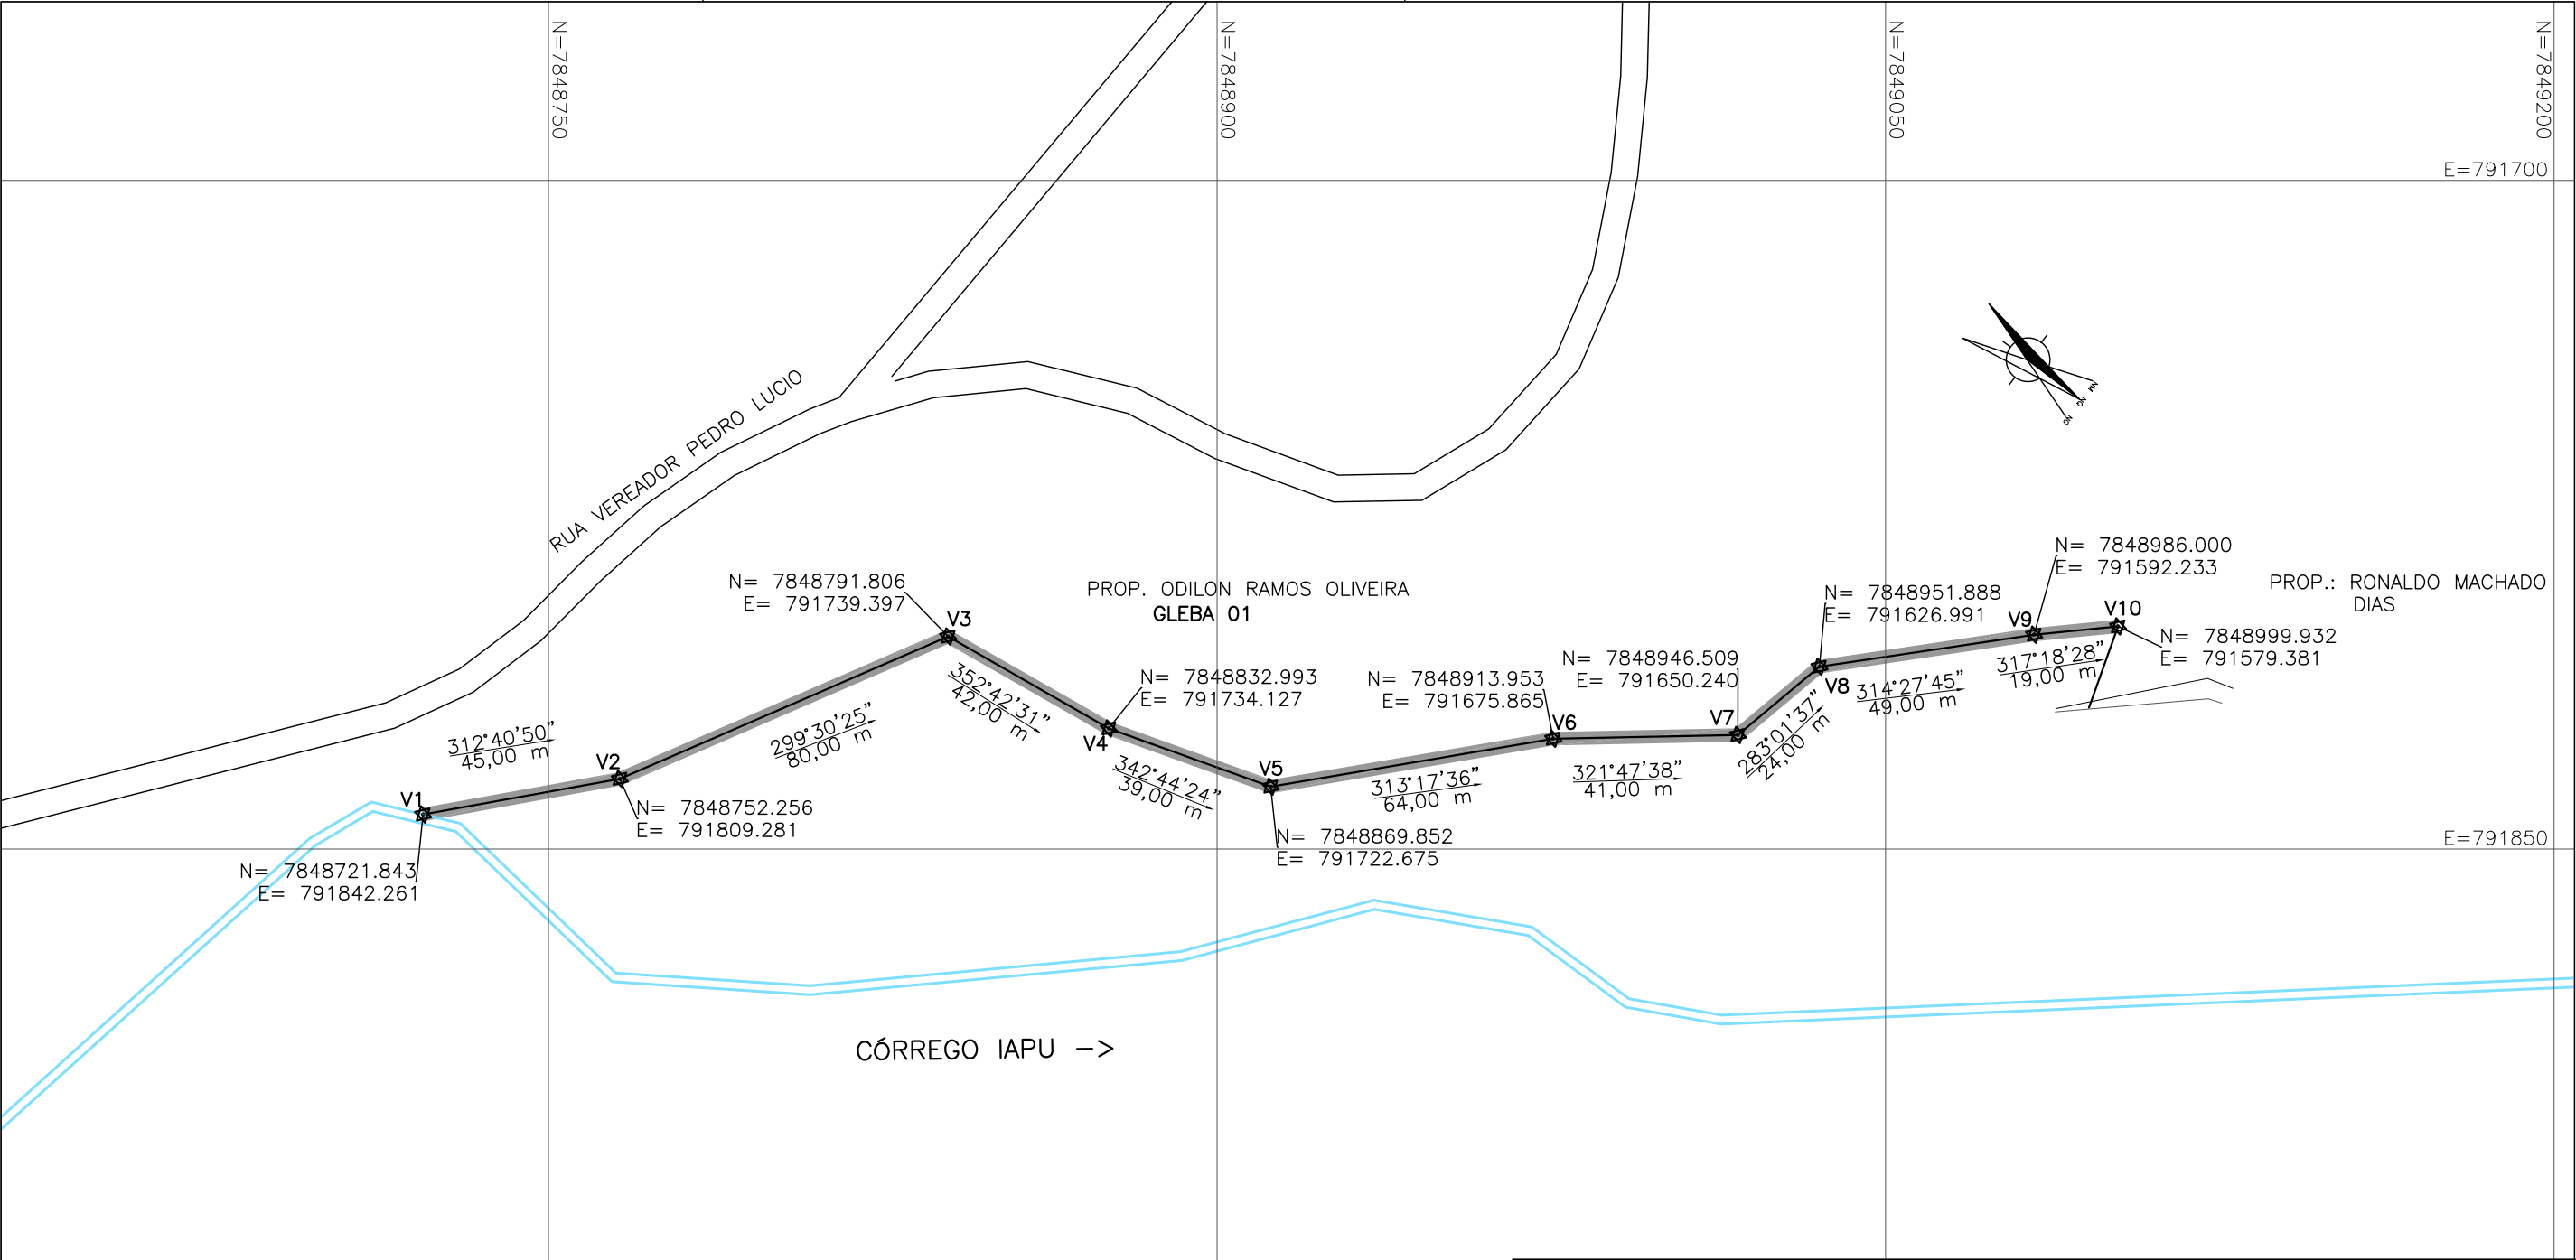 N=7848750
N=7848900
N=7849050
N=7849200
E=791700
RUA VEREADOR PEDRO LUCIO
NM
NQ
NG
N= 7848791.806
E= 791739.397
V3
PROP. ODILON RAMOS OLIVEIRA
GLEBA 01
N= 7848986.000
E= 791592.233
PROP.: RONALDO MACHADO
DIAS
N= 7848951.888
E= 791626.991
V9
V10
N= 7848999.932
E= 791579.381
317°18'28"
19,00 m
V8
314°27'45"
49,00 m
N= 7848946.509
E= 791650.240
V7
283°01'37"
24,00 m
N= 7848913.953
E= 791675.865
V6
321°47'38"
41,00 m
N= 7848832.993
E= 791734.127
352°42'31"
42,00 m
V4
342°44'24"
39,00 m
V5
313°17'36"
64,00 m
299°30'25"
80,00 m
312°40'50"
45,00 m
V2
V1
N= 7848752.256
E= 791809.281
N= 7848869.852
E= 791722.675
E=791850
N= 7848721.843
E= 791842.261
CÓRREGO IAPU ->